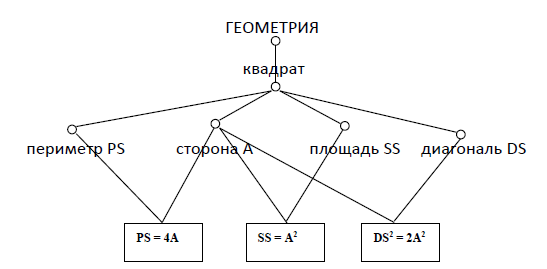 ГЕОМЕТРИЯ
квадрат
периметр PS
сторона A
площадь SS
диагональ DS
PS = 4A
SS = A²
DS² = 2A²